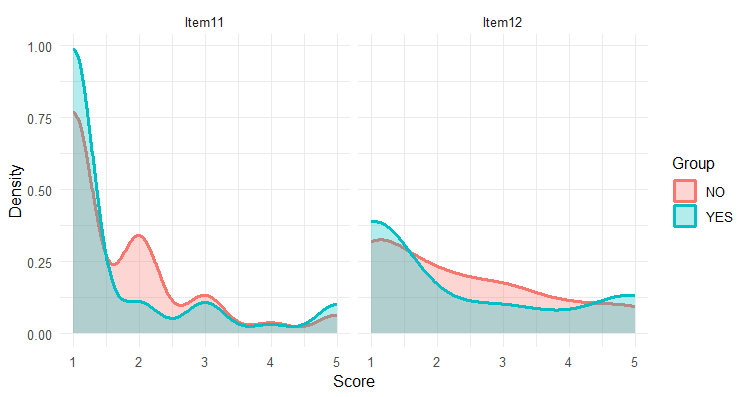 Item11 Item12
1.00
0.75
0.50
0.25
0.00
Density
1 2 3 4 5 1 2 3 4 5
Score
Group
NO
YES